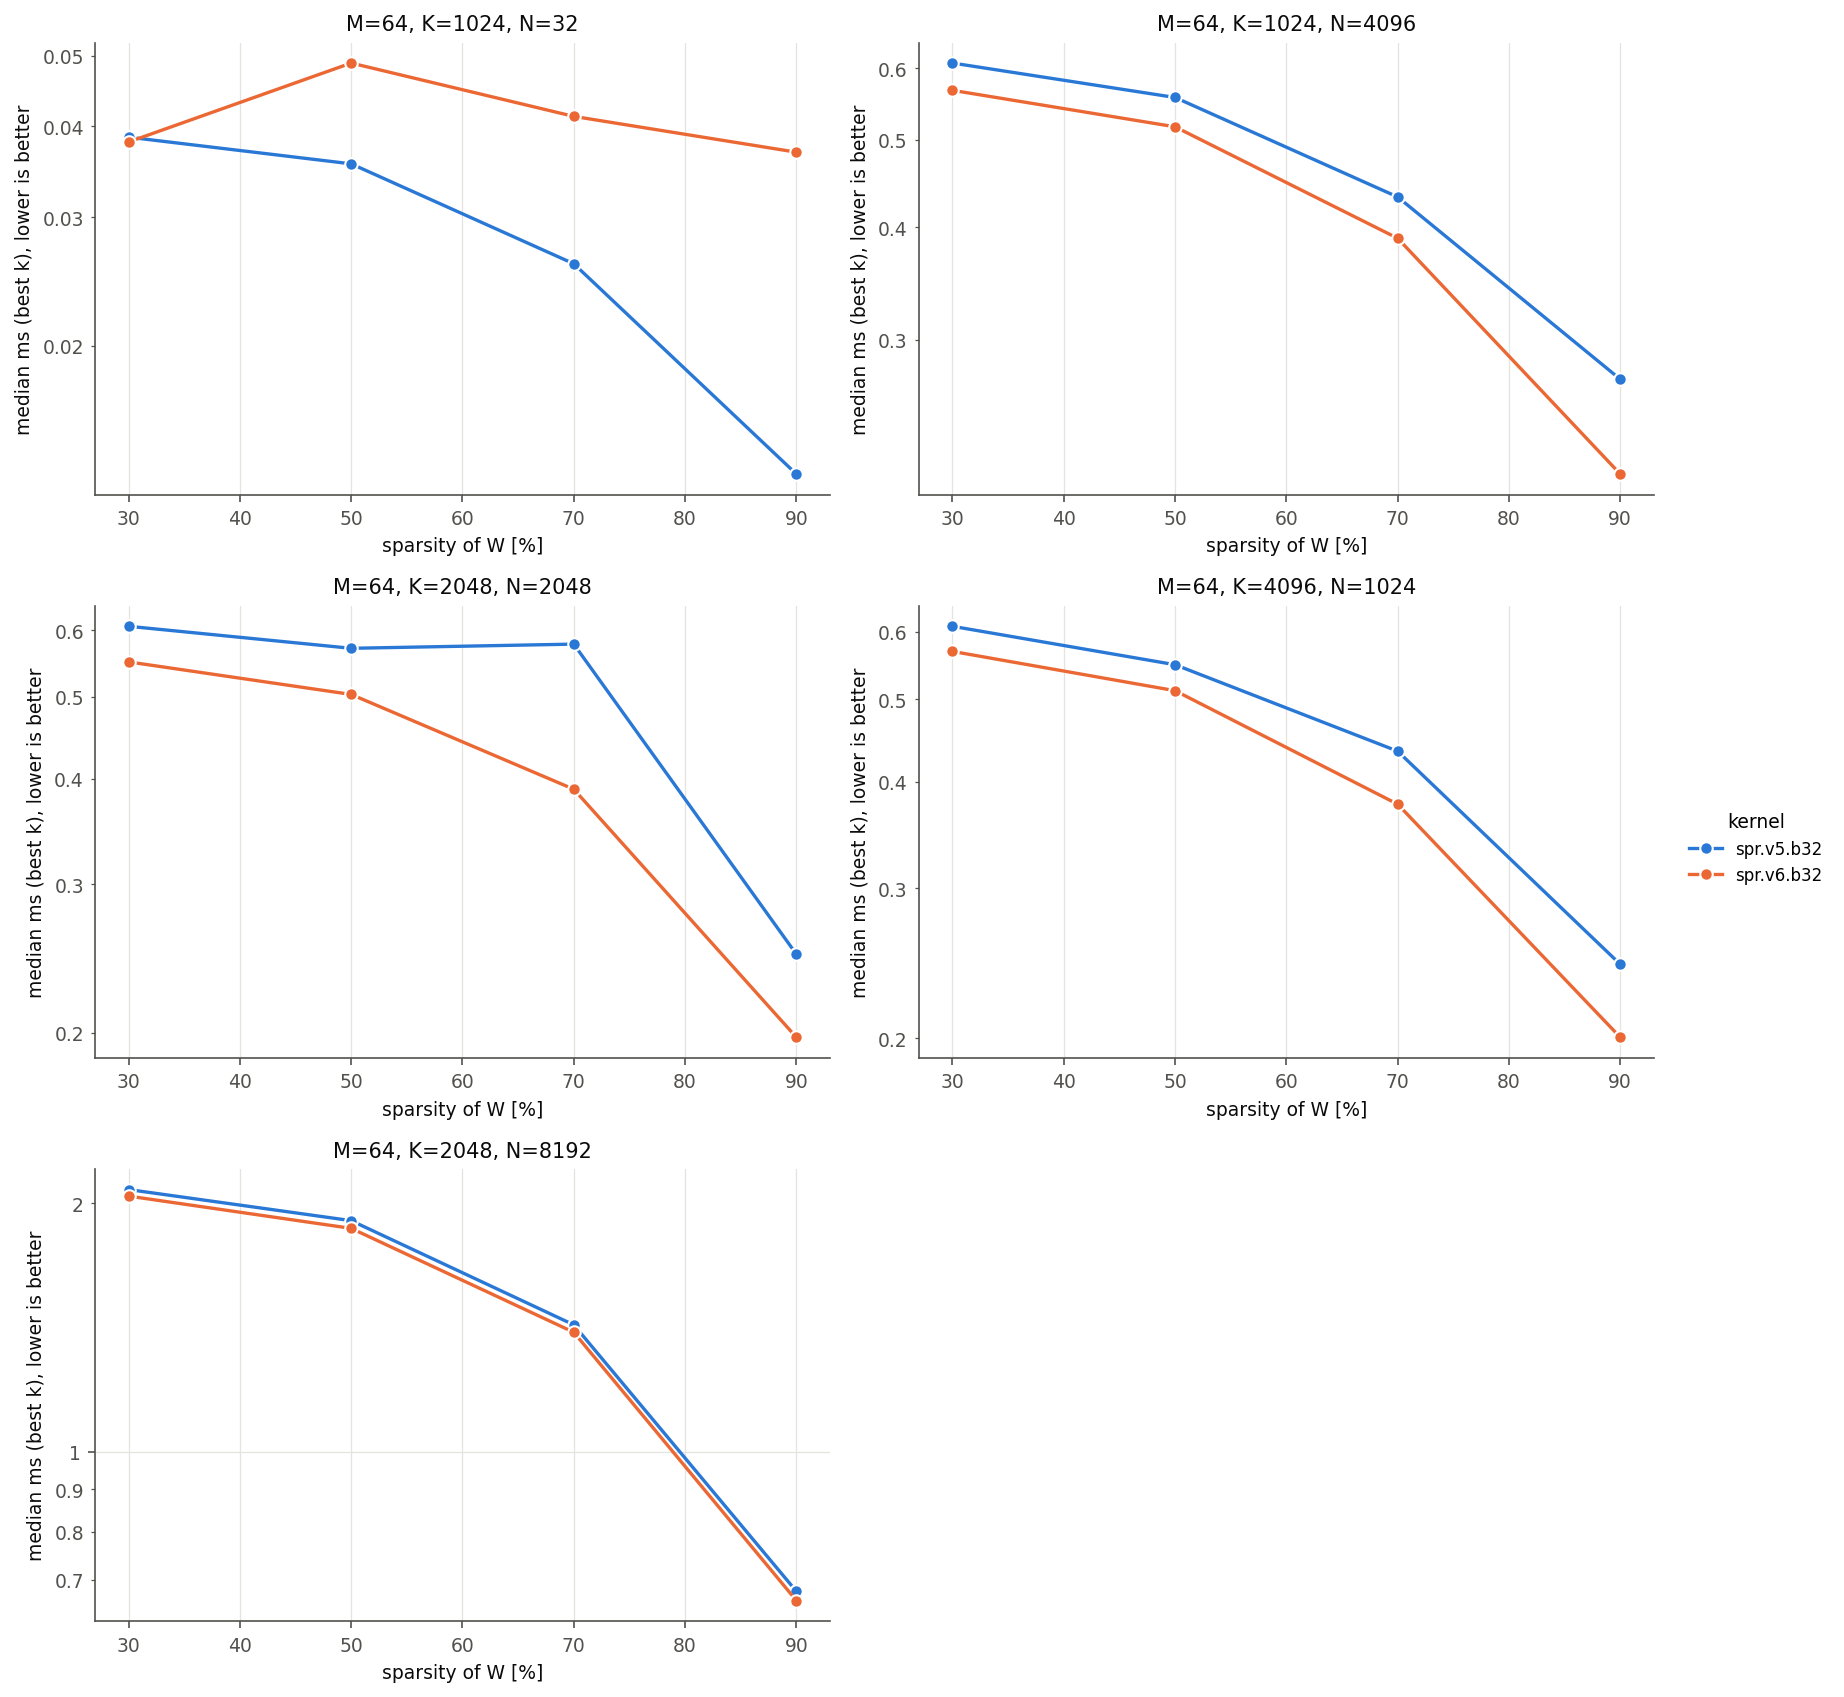 M=64, K=1024, N=32
median ms (best k), lower is better
0.05
0.04
0.03
0.02
30 40 50 60 70 80 90
sparsity of W [%]
M=64, K=1024, N=4096
median ms (best k), lower is better
0.6
0.5
0.4
0.3
30 40 50 60 70 80 90
sparsity of W [%]
M=64, K=2048, N=2048
median ms (best k), lower is better
0.6
0.5
0.4
0.3
0.2
30 40 50 60 70 80 90
sparsity of W [%]
M=64, K=4096, N=1024
median ms (best k), lower is better
0.6
0.5
0.4
0.3
0.2
30 40 50 60 70 80 90
sparsity of W [%]
kernel
spr.v5.b32
spr.v6.b32
M=64, K=2048, N=8192
median ms (best k), lower is better
2
1
0.9
0.8
0.7
30 40 50 60 70 80 90
sparsity of W [%]